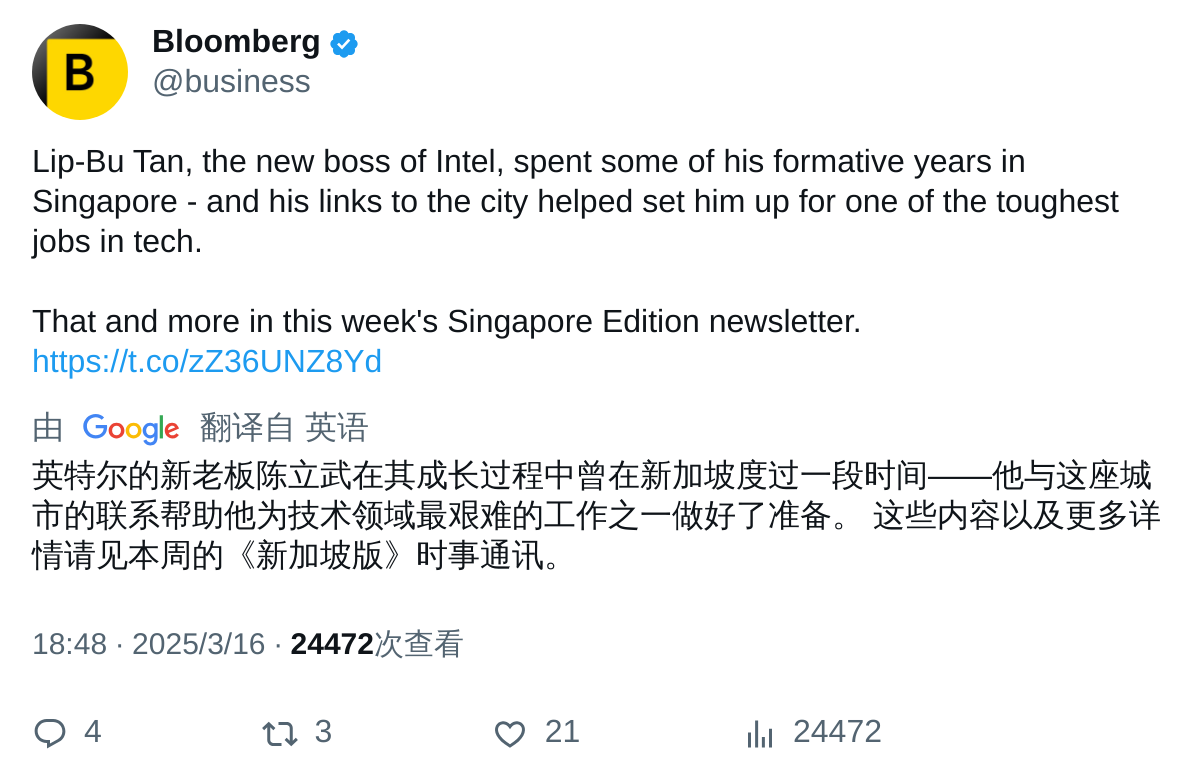 B
Bloomberg
@business
Lip-Bu Tan, the new boss of Intel, spent some of his formative years in
Singapore - and his links to the city helped set him up for one of the toughest
jobs in tech.
That and more in this week's Singapore Edition newsletter.
https://t.co/zZ36UNZ8Yd
由 Google 翻译自 英语
英特尔的新老板陈立武在其成长过程中曾在新加坡度过一段时间——他与这座城
市的联系帮助他为技术领域最艰难的工作之一做好了准备。 这些内容以及更多详
情请见本周的《新加坡版》时事通讯。
18:48 · 2025/3/16 · 24472次查看
4 3 21 24472